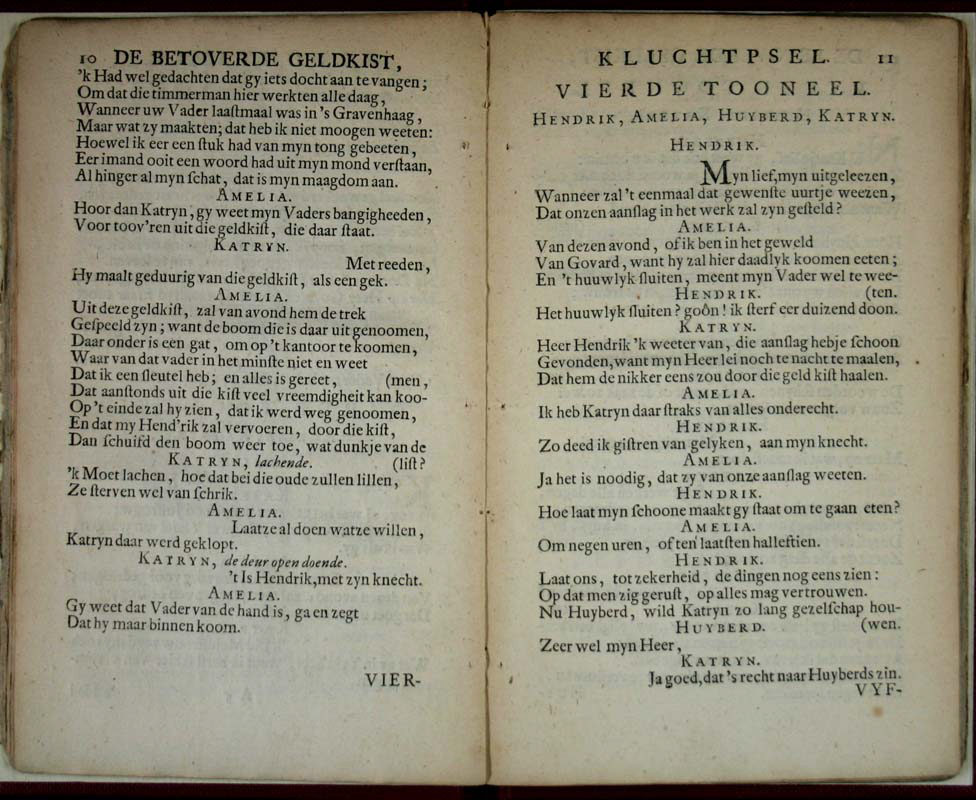 10 DE BETOVERDE GELDKIST,
'k Had wel gedachten dat gy iets docht aan te vangen;
Om dat die timmerman hier werkten alle daag,
Wanneer uw Vader laaſtmaal was in 's Gravenhaag,
Maar wat zy maakten; dat heb ik niet moogen weeten:
Hoewel ik eer een ſtuk had van myn tong gebeeten,
Eer imand ooit een woord had uit myn mond verſtaan,
Al hinger al myn ſchat, dat is myn maagdom aan.
AMELIA.
Hoor dan Katryn, gy weet myn Vaders bangigheeden,
Voor toov'ren uit die geldkiſt, die daar ſtaat.
KATRYN.
Met reeden,
Hy maalt geduurig van die geldkiſt, als een gek.
AMELIA.
Uit deze geldkiſt, zal van avond hem de trek
Geſpeeld zyn; want de boom die is daar uit genoomen,
Daar onder is een gat, om op 't kantoor te koomen,
Waar van dat vader in het minſte niet en weet
Dat ik een ſleutel heb; en alles is gereet, (men,
Dat aanſtonds uit die kiſt veel vreemdigheit kan koo-
Op 't einde zal hy zien, dat ik werd weg genoomen,
En dat my Hend'rik zal vervoeren, door die kiſt,
Dan ſchuifd den boom weer toe, wat dunkje van de
KATRYN, lachende. (liſt?
'k Moet lachen, hoe dat bei die oude zullen lillen,
Ze ſterven wel van ſchrik.
AMELIA.
Laatze al doen watze willen,
Katryn daar werd geklopt.
KATRYN, de deur open doende.
't Is Hendrik, met zyn knecht.
AMELIA.
Gy weet dat Vader van de hand is, ga en zegt
Dat hy maar binnen koom.
VIER-
KLUCHTPSEL. 11
VIERDE TOONEEL.
HENDRIK, AMELIA, HUYBERD, KATRYN.
HENDRIK.
Myn lief, myn uitgeleezen,
Wanneer zal 't eenmaal dat gewenſte uurtje weezen,
Dat onzen aanſlag in het werk zal zyn geſteld?
AMELIA.
Van dezen avond, of ik ben in het geweld
Van Govard, want hy zal hier daadlyk koomen eeten;
En 't huuwlyk ſluiten, meent myn Vader wel te wee-
HENDRIK. (ten.
Het huuwlyk ſluiten? goôn! ik ſterf eer duizend doon.
KATRYN.
Heer Hendrik 'k weeter van, die aanſlag hebje ſchoon
Gevonden, want myn Heer lei noch te nacht te maalen,
Dat hem de nikker eens zou door die geld kiſt haalen.
AMELIA.
Ik heb Katryn daar ſtraks van alles onderecht.
HENDRIK.
Zo deed ik giſtren van gelyken, aan myn knecht.
AMELIA.
Ja het is noodig, dat zy van onze aanſlag weeten.
HENDRIK.
Hoe laat myn ſchoone maakt gy ſtaat om te gaan eten?
AMELIA.
Om negen uren, of ten laatſten halleftien.
HENDRIK.
Laat ons, tot zekerheid, de dingen nog eens zien:
Op dat men zig geruſt, op alles mag vertrouwen.
Nu Huyberd, wild Katryn zo lang gezelſchap hou-
HUYBERD. (wen.
Zeer wel myn Heer,
KATRYN.
Ja goed, dat 's recht naar Huyberds zin.
VYF-